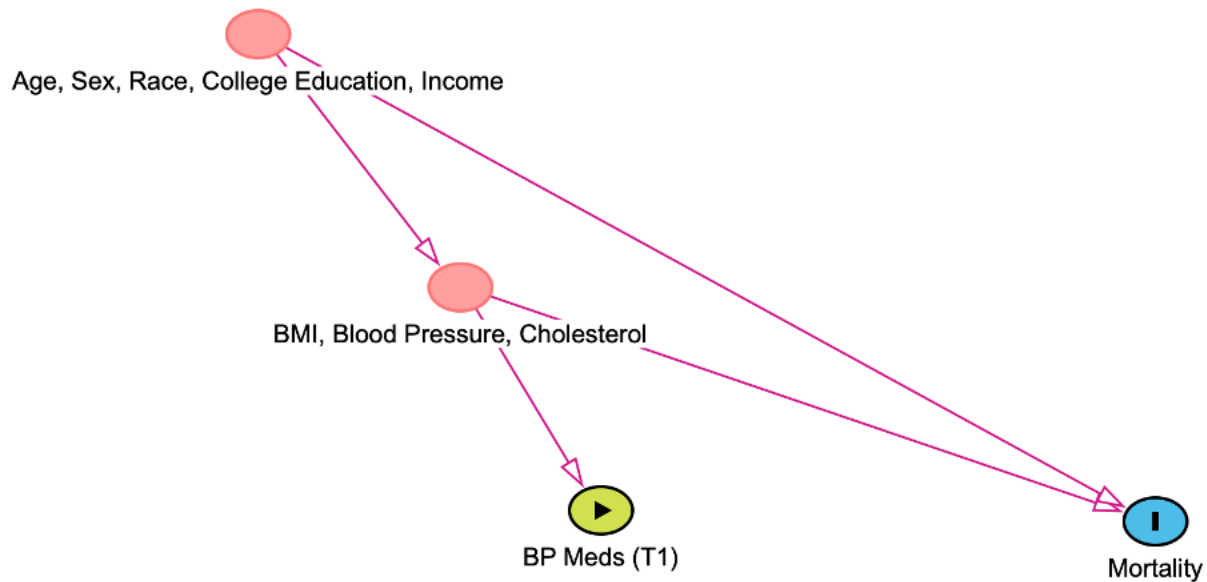 Age, Sex, Race, College Education, Income
BMI, Blood Pressure, Cholesterol
BP Meds (T1)
Mortality